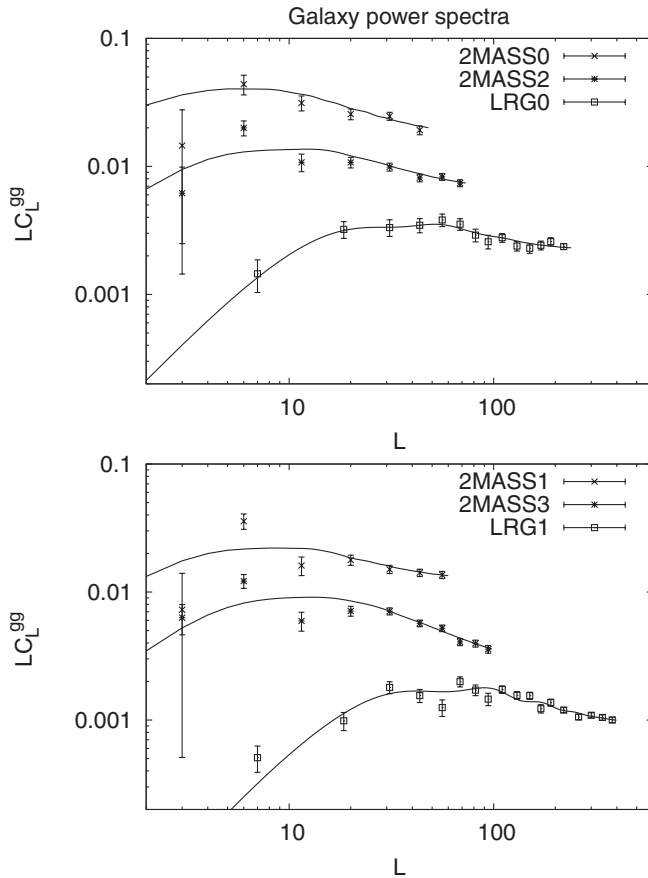 Galaxy power spectra
0.1
2MASS0
2MASS2
LRG0
0.01
LC_L^gg
0.001
10
100
L
0.1
2MASS1
2MASS3
LRG1
0.01
LC_L^gg
0.001
10
100
L